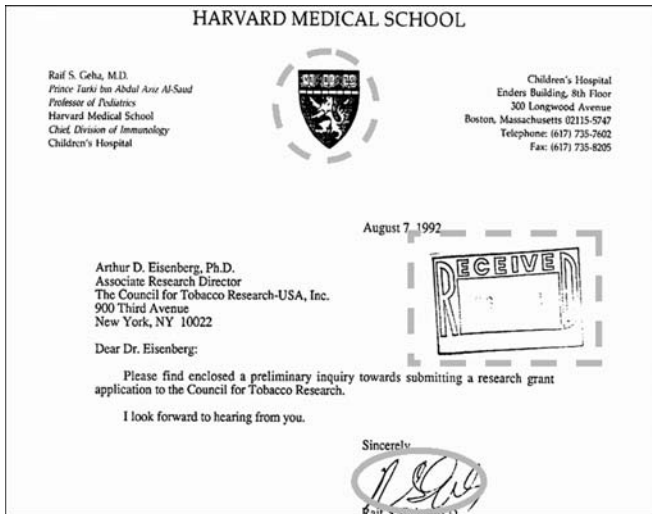 HARVARD MEDICAL SCHOOL
Raif S. Geha, M.D.
Prince Turki bin Abdul Aziz Al-Saud
Professor of Pediatrics
Harvard Medical School
Chief, Division of Immunology
Children's Hospital
Children's Hospital
Enders Building, 8th Floor
300 Longwood Avenue
Boston, Massachusetts 02115-5747
Telephone: (617) 735-7602
Fax: (617) 735-8205
August 7, 1992
RECEIVED
Arthur D. Eisenberg, Ph.D.
Associate Research Director
The Council for Tobacco Research-USA, Inc.
900 Third Avenue
New York, NY 10022
Dear Dr. Eisenberg:
Please find enclosed a preliminary inquiry towards submitting a research grant
application to the Council for Tobacco Research.
I look forward to hearing from you.
Sincerely